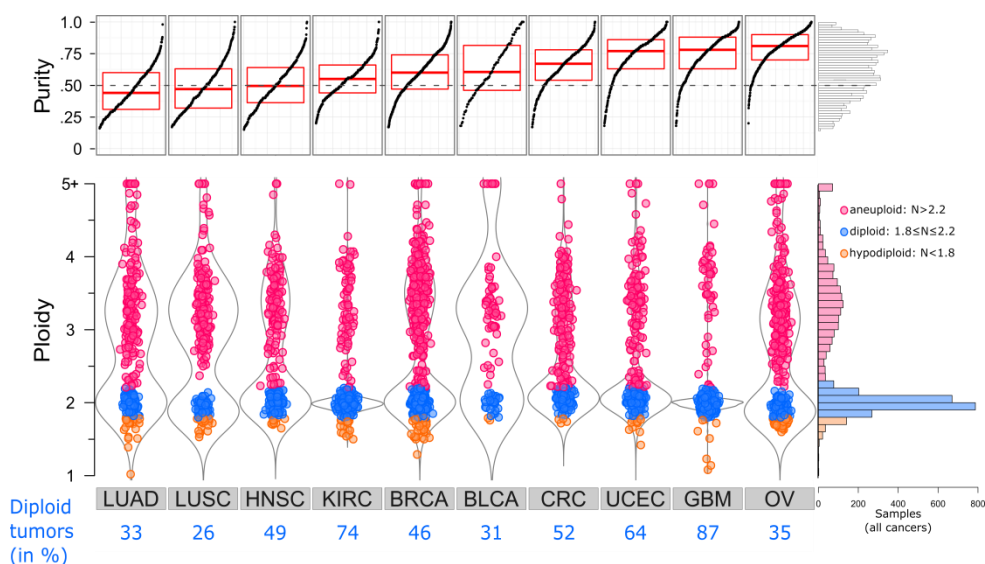 Purity
1.0
.75
.50
.25
0
Ploidy
5+
4
3
2
1
aneuploid: N>2.2
diploid: 1.8≤N≤2.2
hypodiploid: N<1.8
LUAD LUSC HNSC KIRC BRCA BLCA CRC UCEC GBM OV
0 200 400 600 800
Samples
(all cancers)
Diploid
tumors
(in %)
33 26 49 74 46 31 52 64 87 35